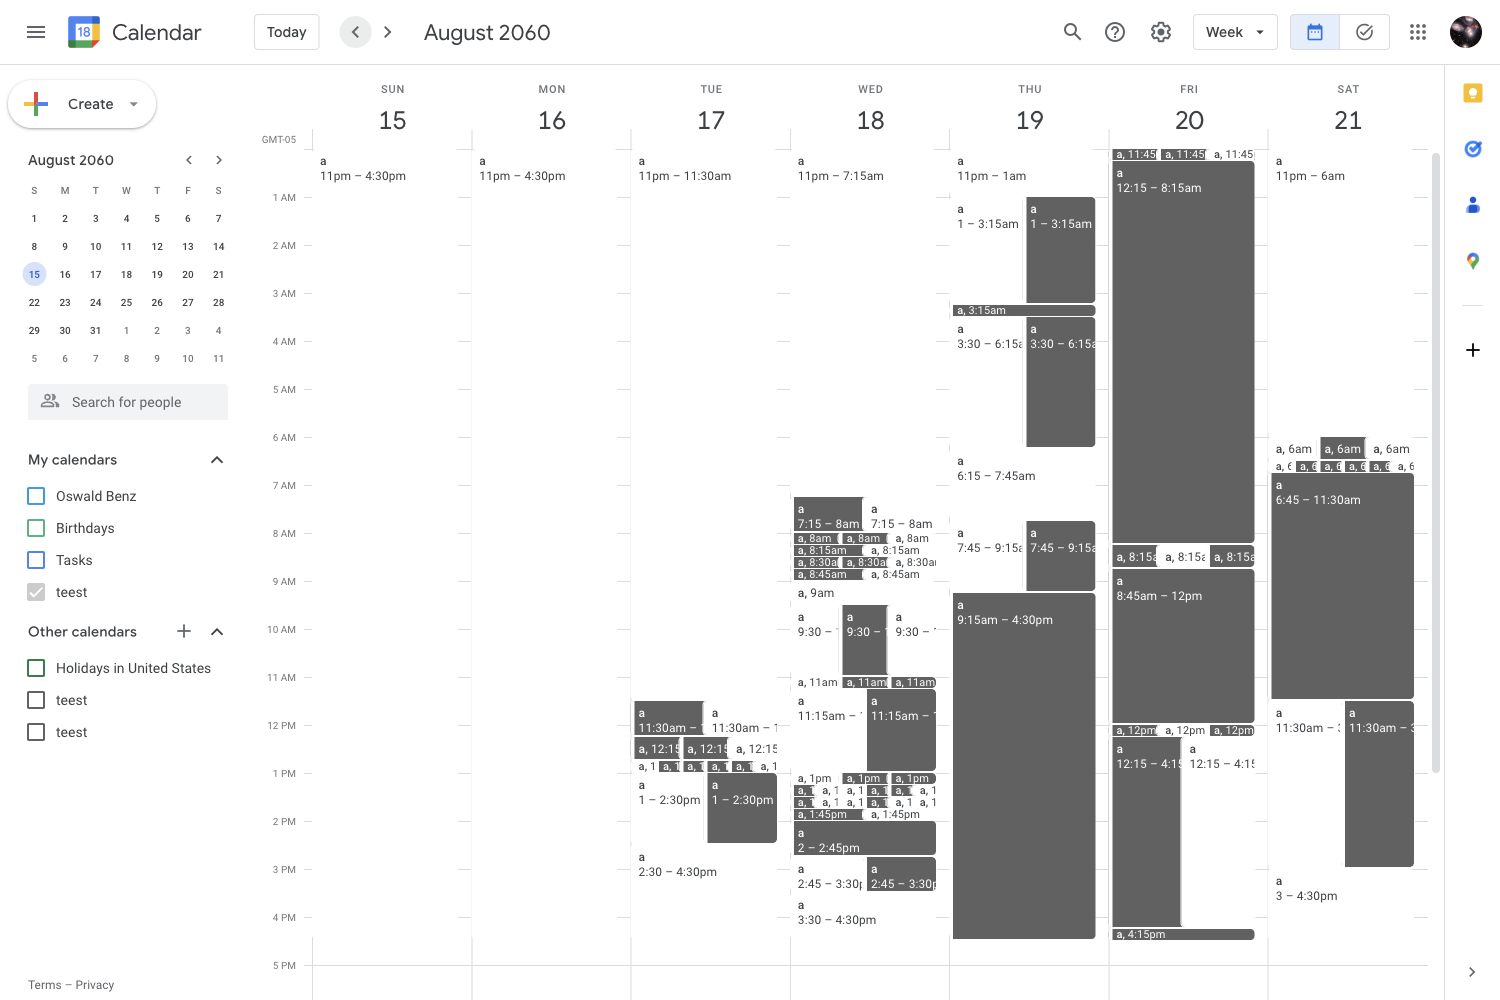 18
Calendar
Today
August 2060
Week
Create
SUN
MON
TUE
WED
THU
FRI
SAT
15
16
17
18
19
20
21
GMT-05
August 2060
S M T W T F S
1 2 3 4 5 6 7
8 9 10 11 12 13 14
15 16 17 18 19 20 21
22 23 24 25 26 27 28
29 30 31 1 2 3 4
5 6 7 8 9 10 11
Search for people
My calendars
Oswald Benz
Birthdays
Tasks
teest
Other calendars
Holidays in United States
teest
teest
Terms – Privacy
1 AM
2 AM
3 AM
4 AM
5 AM
6 AM
7 AM
8 AM
9 AM
10 AM
11 AM
12 PM
1 PM
2 PM
3 PM
4 PM
5 PM
a
11pm – 4:30pm
a
11pm – 4:30pm
a
11pm – 11:30am
a
11:30am –
a
11:30am – 1
a, 12:15
a, 12:15
a, 12:15
a, 1
a, 1
a, 1
a, 1
a, 1
a, 1
a
1 – 2:30pm
a
1 – 2:30pm
a
2:30 – 4:30pm
a
11pm – 7:15am
a
7:15 – 8am
a
7:15 – 8am
a, 8am
a, 8am
a, 8am
a, 8:15am
a, 8:15am
a, 8:30a
a, 8:30a
a, 8:30a
a, 8:45am
a, 8:45am
a, 9am
a
9:30 –
a
9:30 –
a
9:30 –
a, 11am
a, 11am
a, 11am
a
11:15am –
a
11:15am –
a, 1pm
a, 1pm
a, 1pm
a, 1
a, 1
a, 1
a, 1
a, 1
a, 1
a, 1
a, 1
a, 1
a, 1
a, 1
a, 1
a, 1:45pm
a, 1:45pm
a
2 – 2:45pm
a
2:45 – 3:30p
a
2:45 – 3:30p
a
3:30 – 4:30pm
a
11pm – 1am
a
1 – 3:15am
a
1 – 3:15am
a, 3:15am
a
3:30 – 6:15a
a
3:30 – 6:15a
a
6:15 – 7:45am
a
7:45 – 9:15a
a
7:45 – 9:15a
a
9:15am – 4:30pm
a, 11:45
a, 11:45
a, 11:45
a
12:15 – 8:15am
a, 8:15a
a, 8:15a
a, 8:15a
a
8:45am – 12pm
a, 12pm
a, 12pm
a, 12pm
a
12:15 – 4:15
a
12:15 – 4:15
a, 4:15pm
a
11pm – 6am
a, 6am
a, 6am
a, 6am
a, 6
a, 6
a, 6
a, 6
a, 6
a, 6
a
6:45 – 11:30am
a
11:30am – 3
a
11:30am – 3
a
3 – 4:30pm